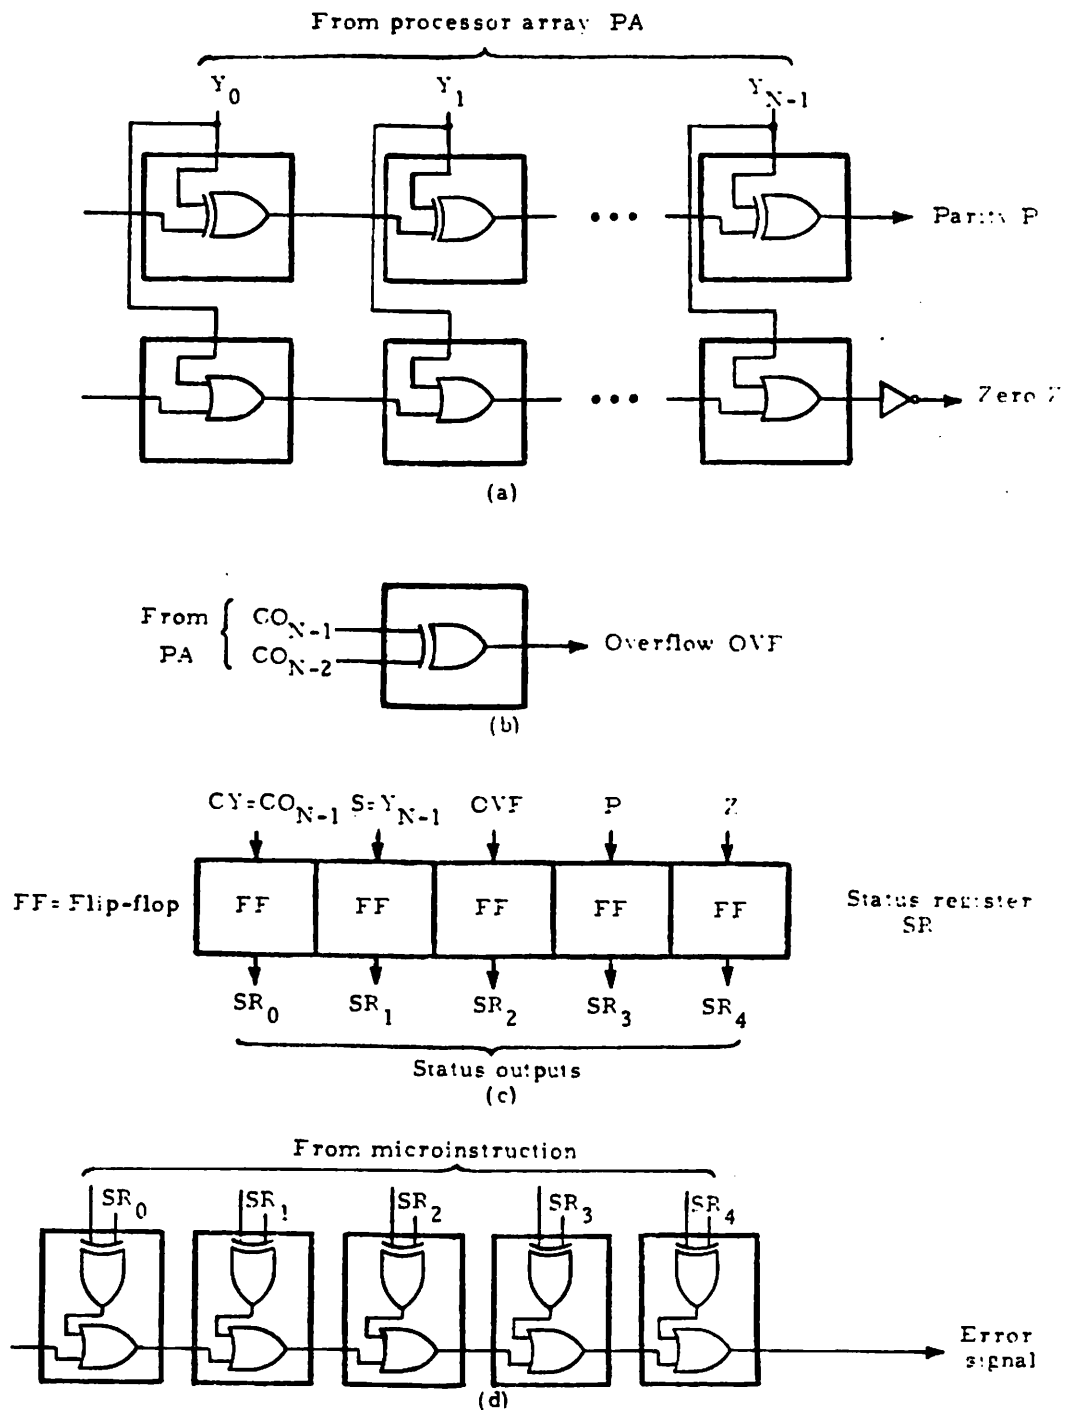 From processor array PA
Y0 Y1 YN-1
Parity P
Zero Z
(a)
From PA { CON-1 CON-2
Overflow OVF
(b)
CY=CON-1 S=YN-1 OVF P Z
FF=Flip-flop FF FF FF FF FF Status register SR
SR0 SR1 SR2 SR3 SR4
Status outputs
(c)
From microinstruction
SR0 SR1 SR2 SR3 SR4
Error signal
(d)